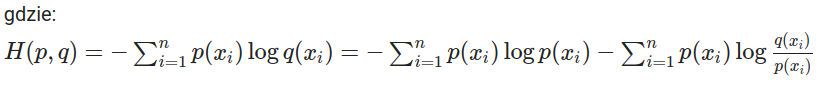 gdzie:
H(p, q) = − ∑ⁿᵢ₌₁ p(xᵢ) log q(xᵢ) = − ∑ⁿᵢ₌₁ p(xᵢ) log p(xᵢ) − ∑ⁿᵢ₌₁ p(xᵢ) log q(xᵢ)/p(xᵢ)